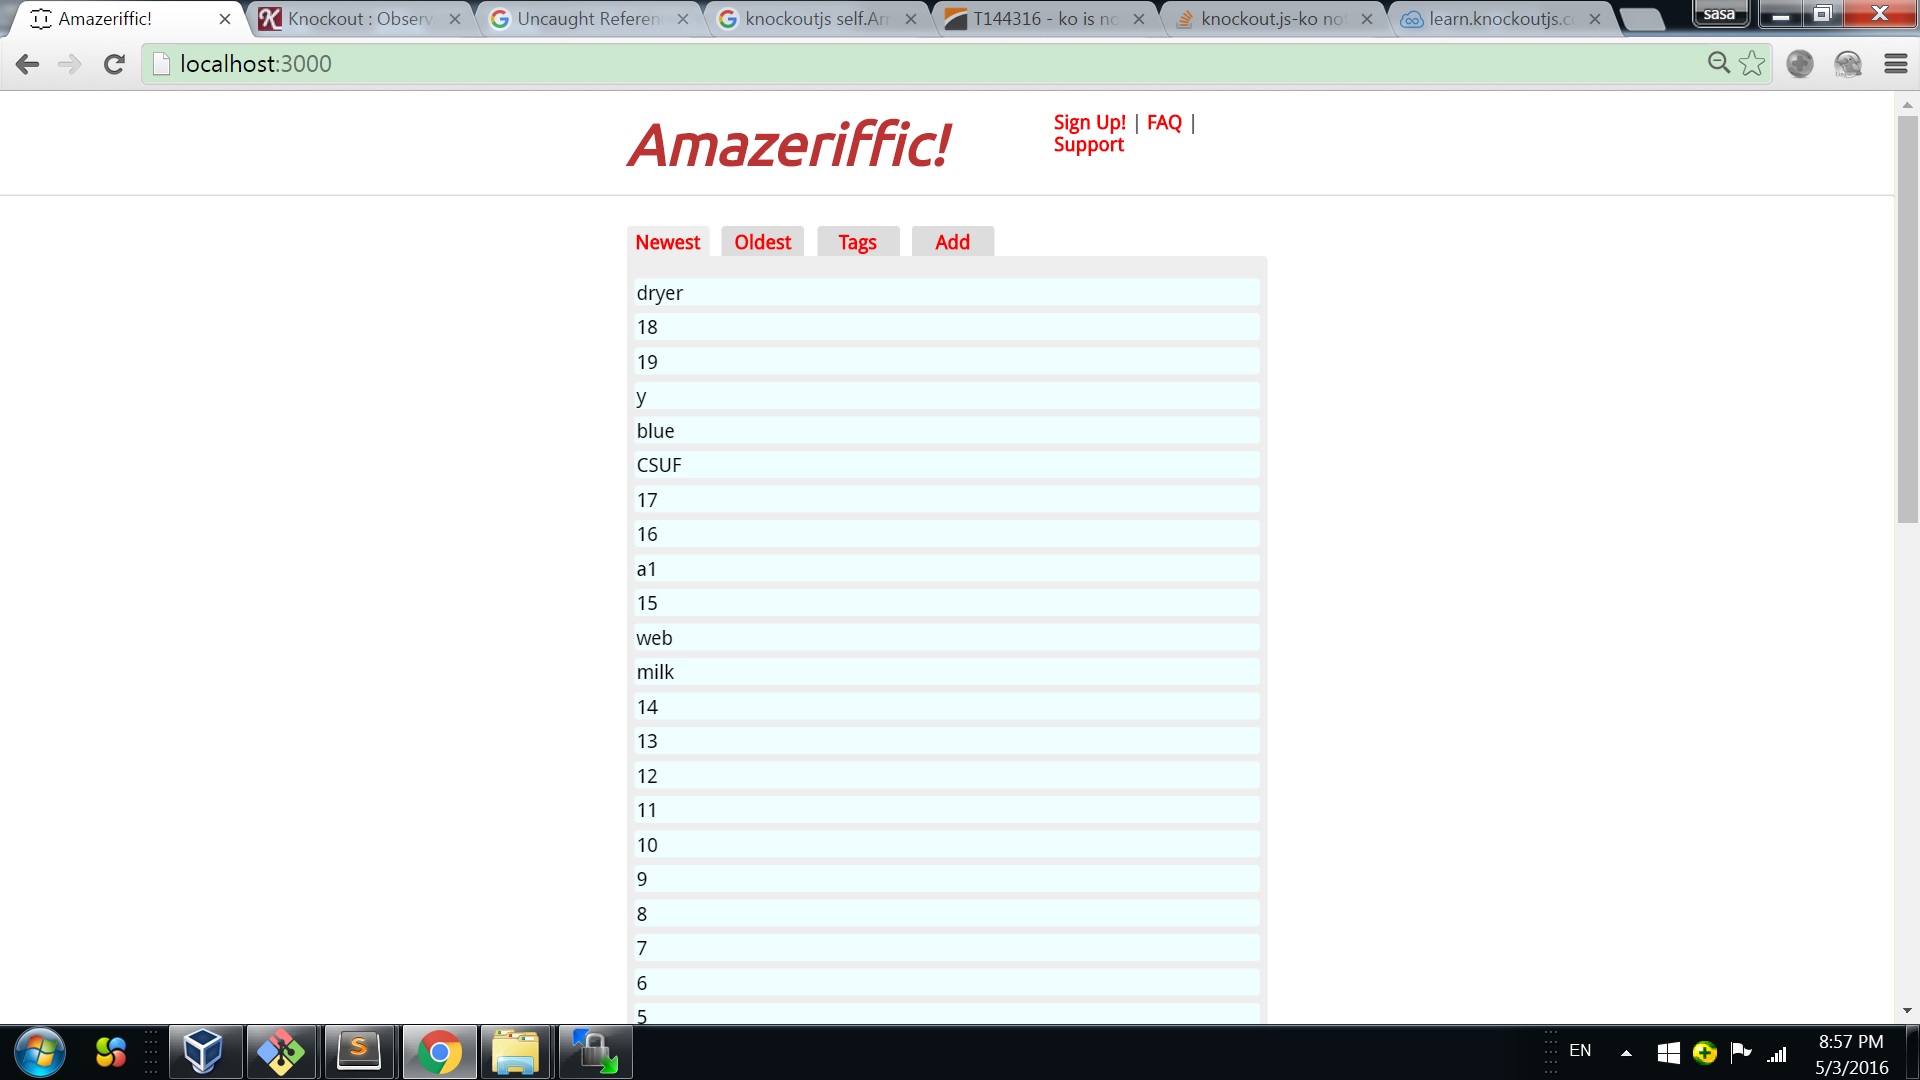 Amazeriffic!
Knockout : Observ
Uncaught Referen
knockoutjs self.Ar
T144316 - ko is no
knockout.js-ko not
learn.knockoutjs.c
sasa
localhost:3000
Amazeriffic!
Sign Up! | FAQ |
Support
Newest
Oldest
Tags
Add
dryer
18
19
y
blue
CSUF
17
16
a1
15
web
milk
14
13
12
11
10
9
8
7
6
5
EN
8:57 PM
5/3/2016